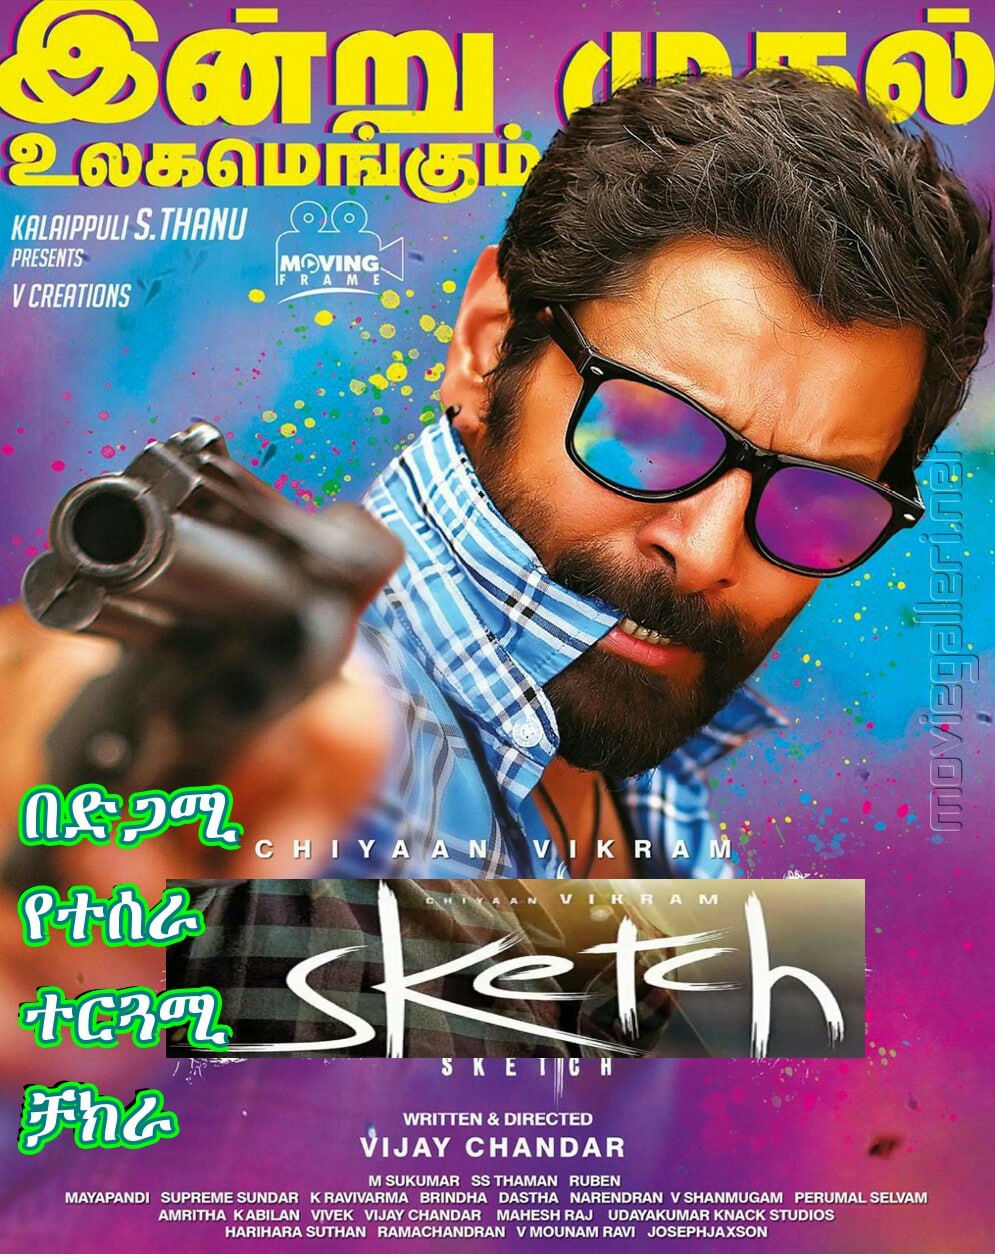 இன்று முதல்
உலகமெங்கும்
KALAIPPULI S.THANU
PRESENTS
V CREATIONS
MOVING
FRAME
moviegalleri.net
በድጋሚ
የተሰራ
ተርጓሚ
ቻክራ
CHIYAAN VIKRAM
CHIYAAN VIKRAM
sketch
SKETCH
WRITTEN & DIRECTED
VIJAY CHANDAR
M SUKUMAR SS THAMAN RUBEN
MAYAPANDI SUPREME SUNDAR K RAVIVARMA BRINDHA DASTHA NARENDRAN V SHANMUGAM PERUMAL SELVAM
AMRITHA KABILAN VIVEK VIJAY CHANDAR MAHESH RAJ UDAYAKUMAR KNACK STUDIOS
HARIHARA SUTHAN RAMACHANDRAN V MOUNAM RAVI JOSEPHJAXSON